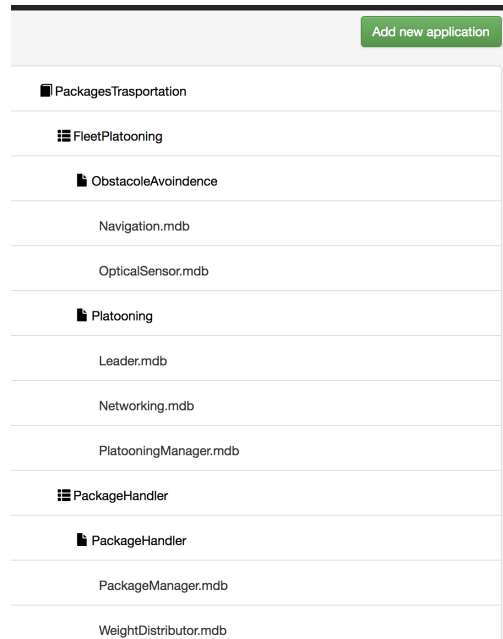 Add new application
PackagesTrasportation
FleetPlatooning
ObstacoleAvoindence
Navigation.mdb
OpticalSensor.mdb
Platooning
Leader.mdb
Networking.mdb
PlatooningManager.mdb
PackageHandler
PackageHandler
PackageManager.mdb
WeightDistributor.mdb